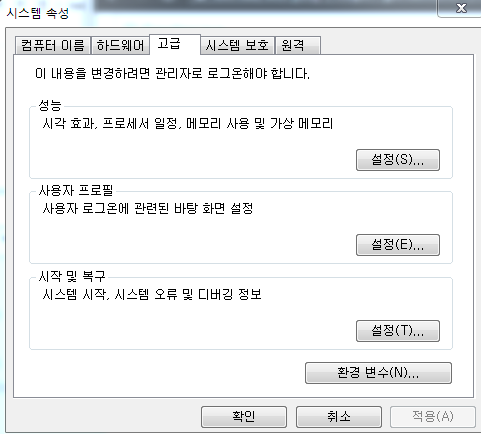 시스템 속성
컴퓨터 이름 하드웨어 고급 시스템 보호 원격
이 내용을 변경하려면 관리자로 로그온해야 합니다.
성능
시각 효과, 프로세서 일정, 메모리 사용 및 가상 메모리
설정(S)...
사용자 프로필
사용자 로그온에 관련된 바탕 화면 설정
설정(E)...
시작 및 복구
시스템 시작, 시스템 오류 및 디버깅 정보
설정(T)...
환경 변수(N)...
확인 취소 적용(A)